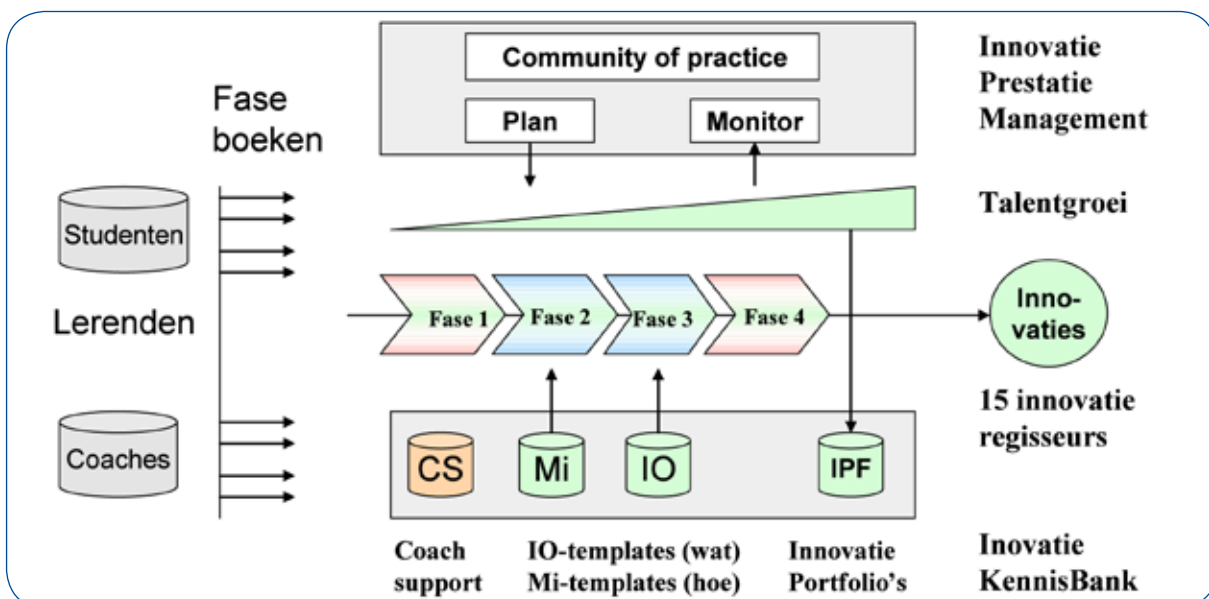 Community of practice
Plan
Monitor
Innovatie
Prestatie
Management
Fase
boeken
Studenten
Lerenden
Coaches
Talentgroei
Fase 1
Fase 2
Fase 3
Fase 4
Inno-
vaties
15 innovatie
regisseurs
CS
Mi
IO
IPF
Coach
support
IO-templates (wat)
Mi-templates (hoe)
Innovatie
Portfolio's
Inovatie
KennisBank